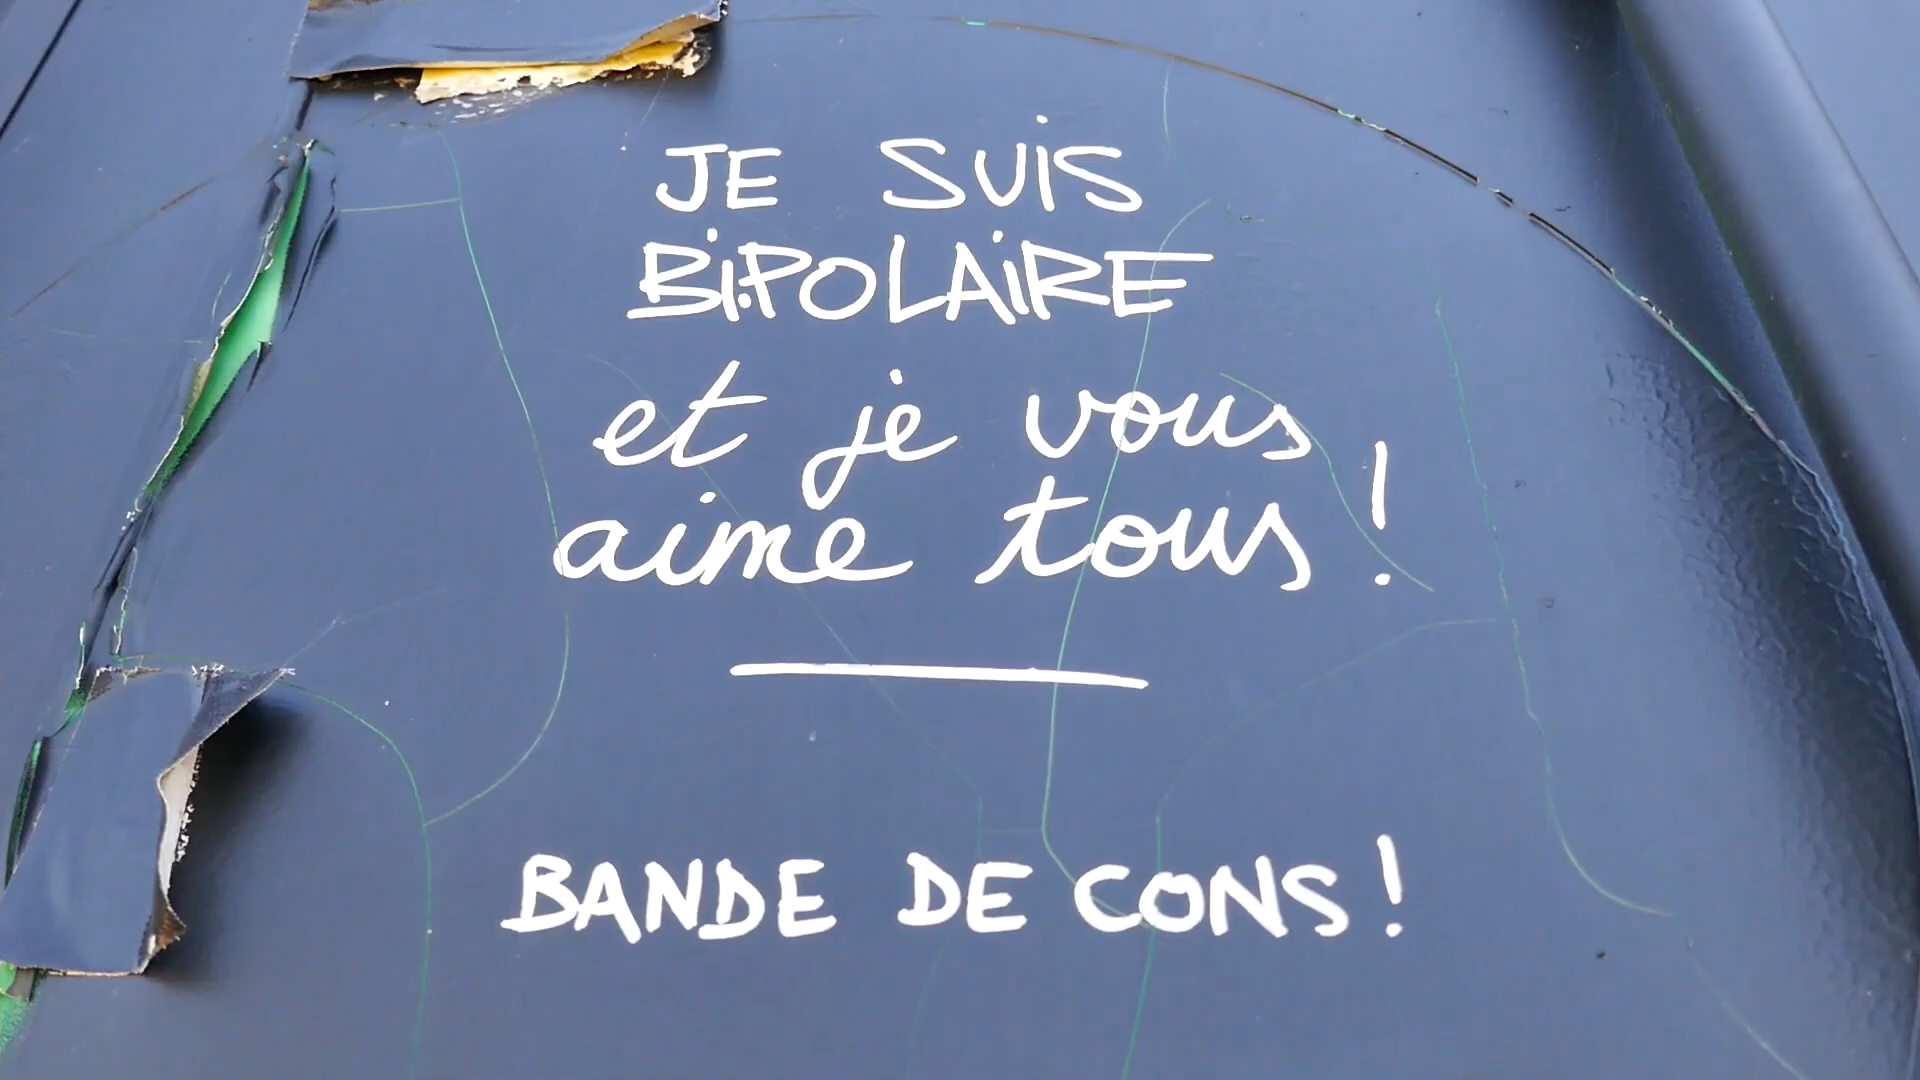 JE SUIS
BiPOLAiRE
et je vous
aime tous !
BANDE DE CONS !